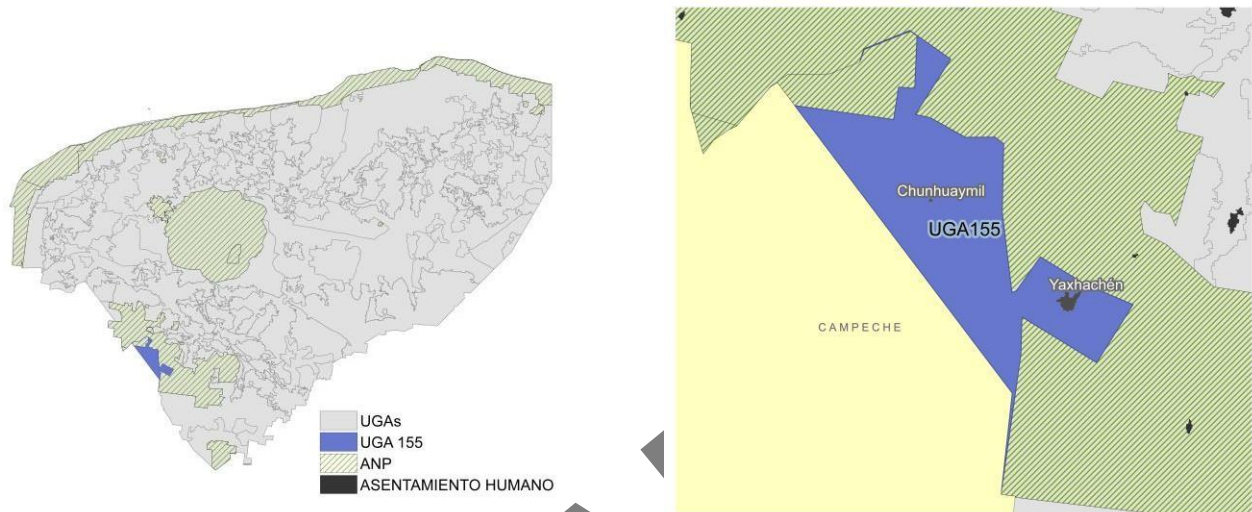 UGAs
UGA 155
ANP
ASENTAMIENTO HUMANO
Chunhuaymil
UGA155
Yaxhachén
CAMPECHE